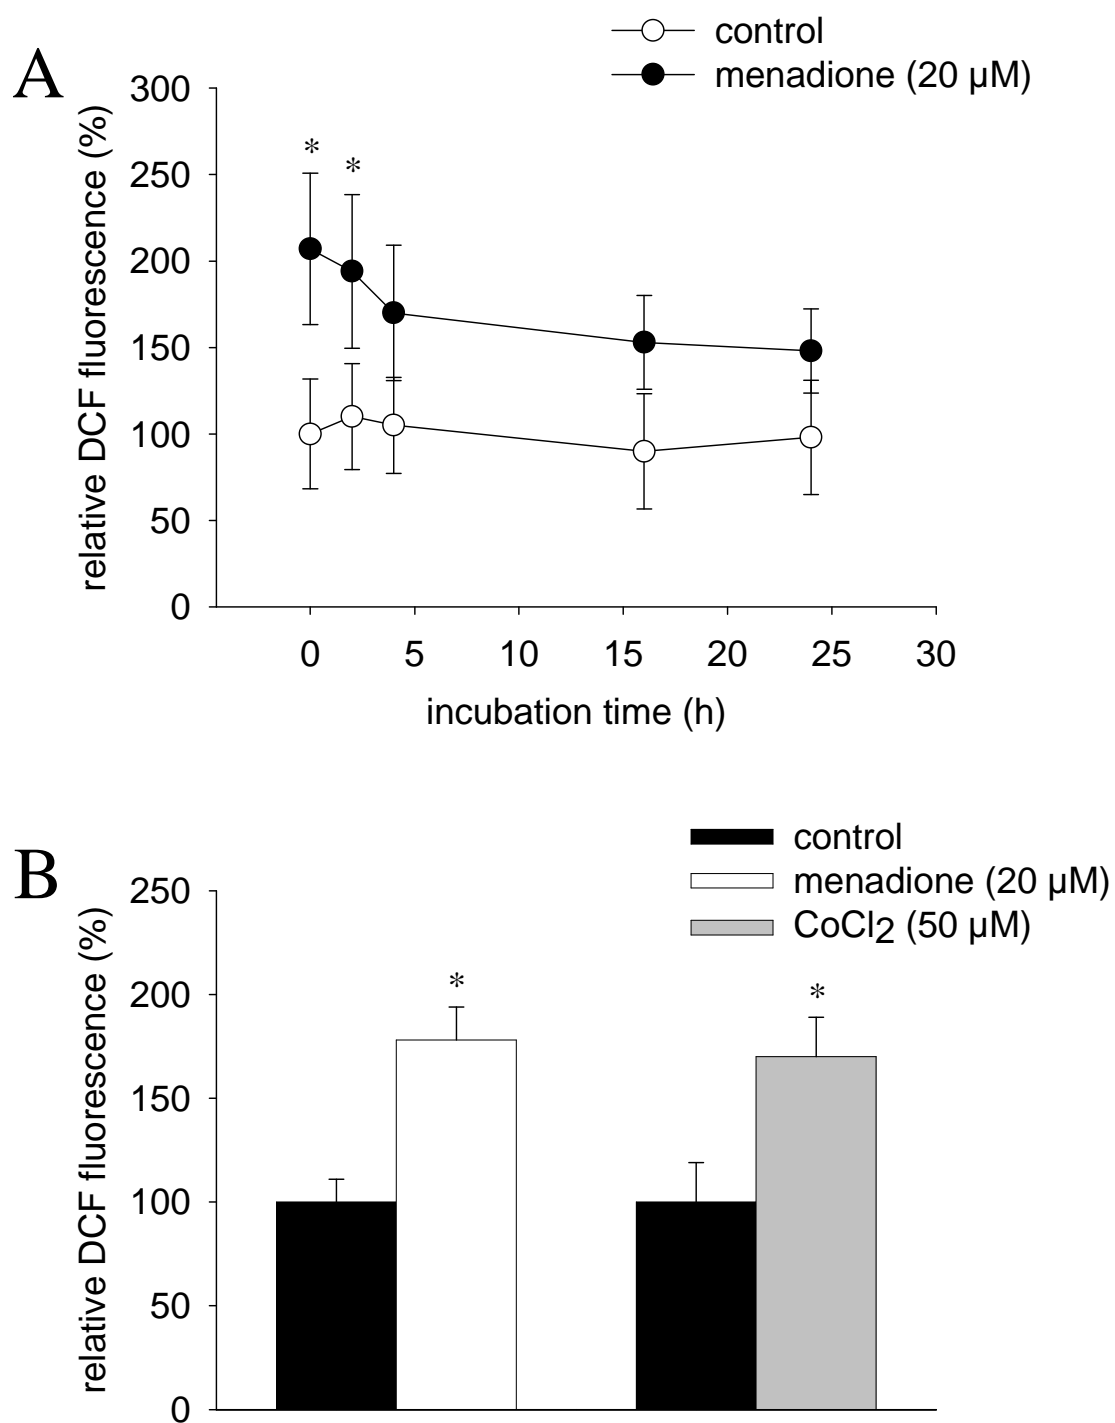 control
menadione (20 µM)
A
relative DCF fluorescence (%)
300
250
200
150
100
50
0
*
*
0 5 10 15 20 25 30
incubation time (h)
control
menadione (20 µM)
CoCl2 (50 µM)
B
relative DCF fluorescence (%)
250
200
150
100
50
0
*
*